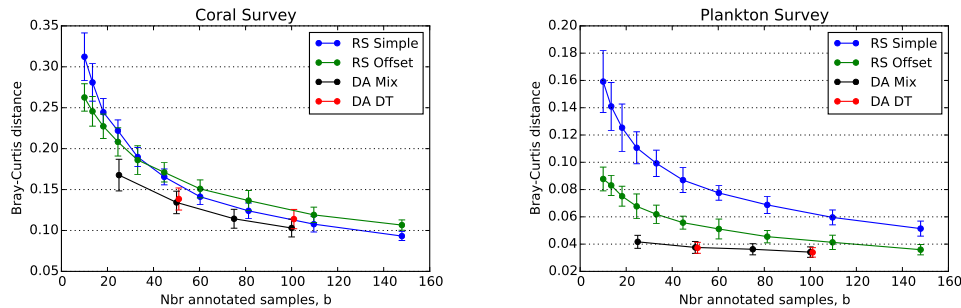 Coral Survey
Bray-Curtis distance
0.35
0.30
0.25
0.20
0.15
0.10
0.05
0
20
40
60
80
100
120
140
160
Nbr annotated samples, b
RS Simple
RS Offset
DA Mix
DA DT
Plankton Survey
Bray-Curtis distance
0.20
0.18
0.16
0.14
0.12
0.10
0.08
0.06
0.04
0.02
0
20
40
60
80
100
120
140
160
Nbr annotated samples, b
RS Simple
RS Offset
DA Mix
DA DT